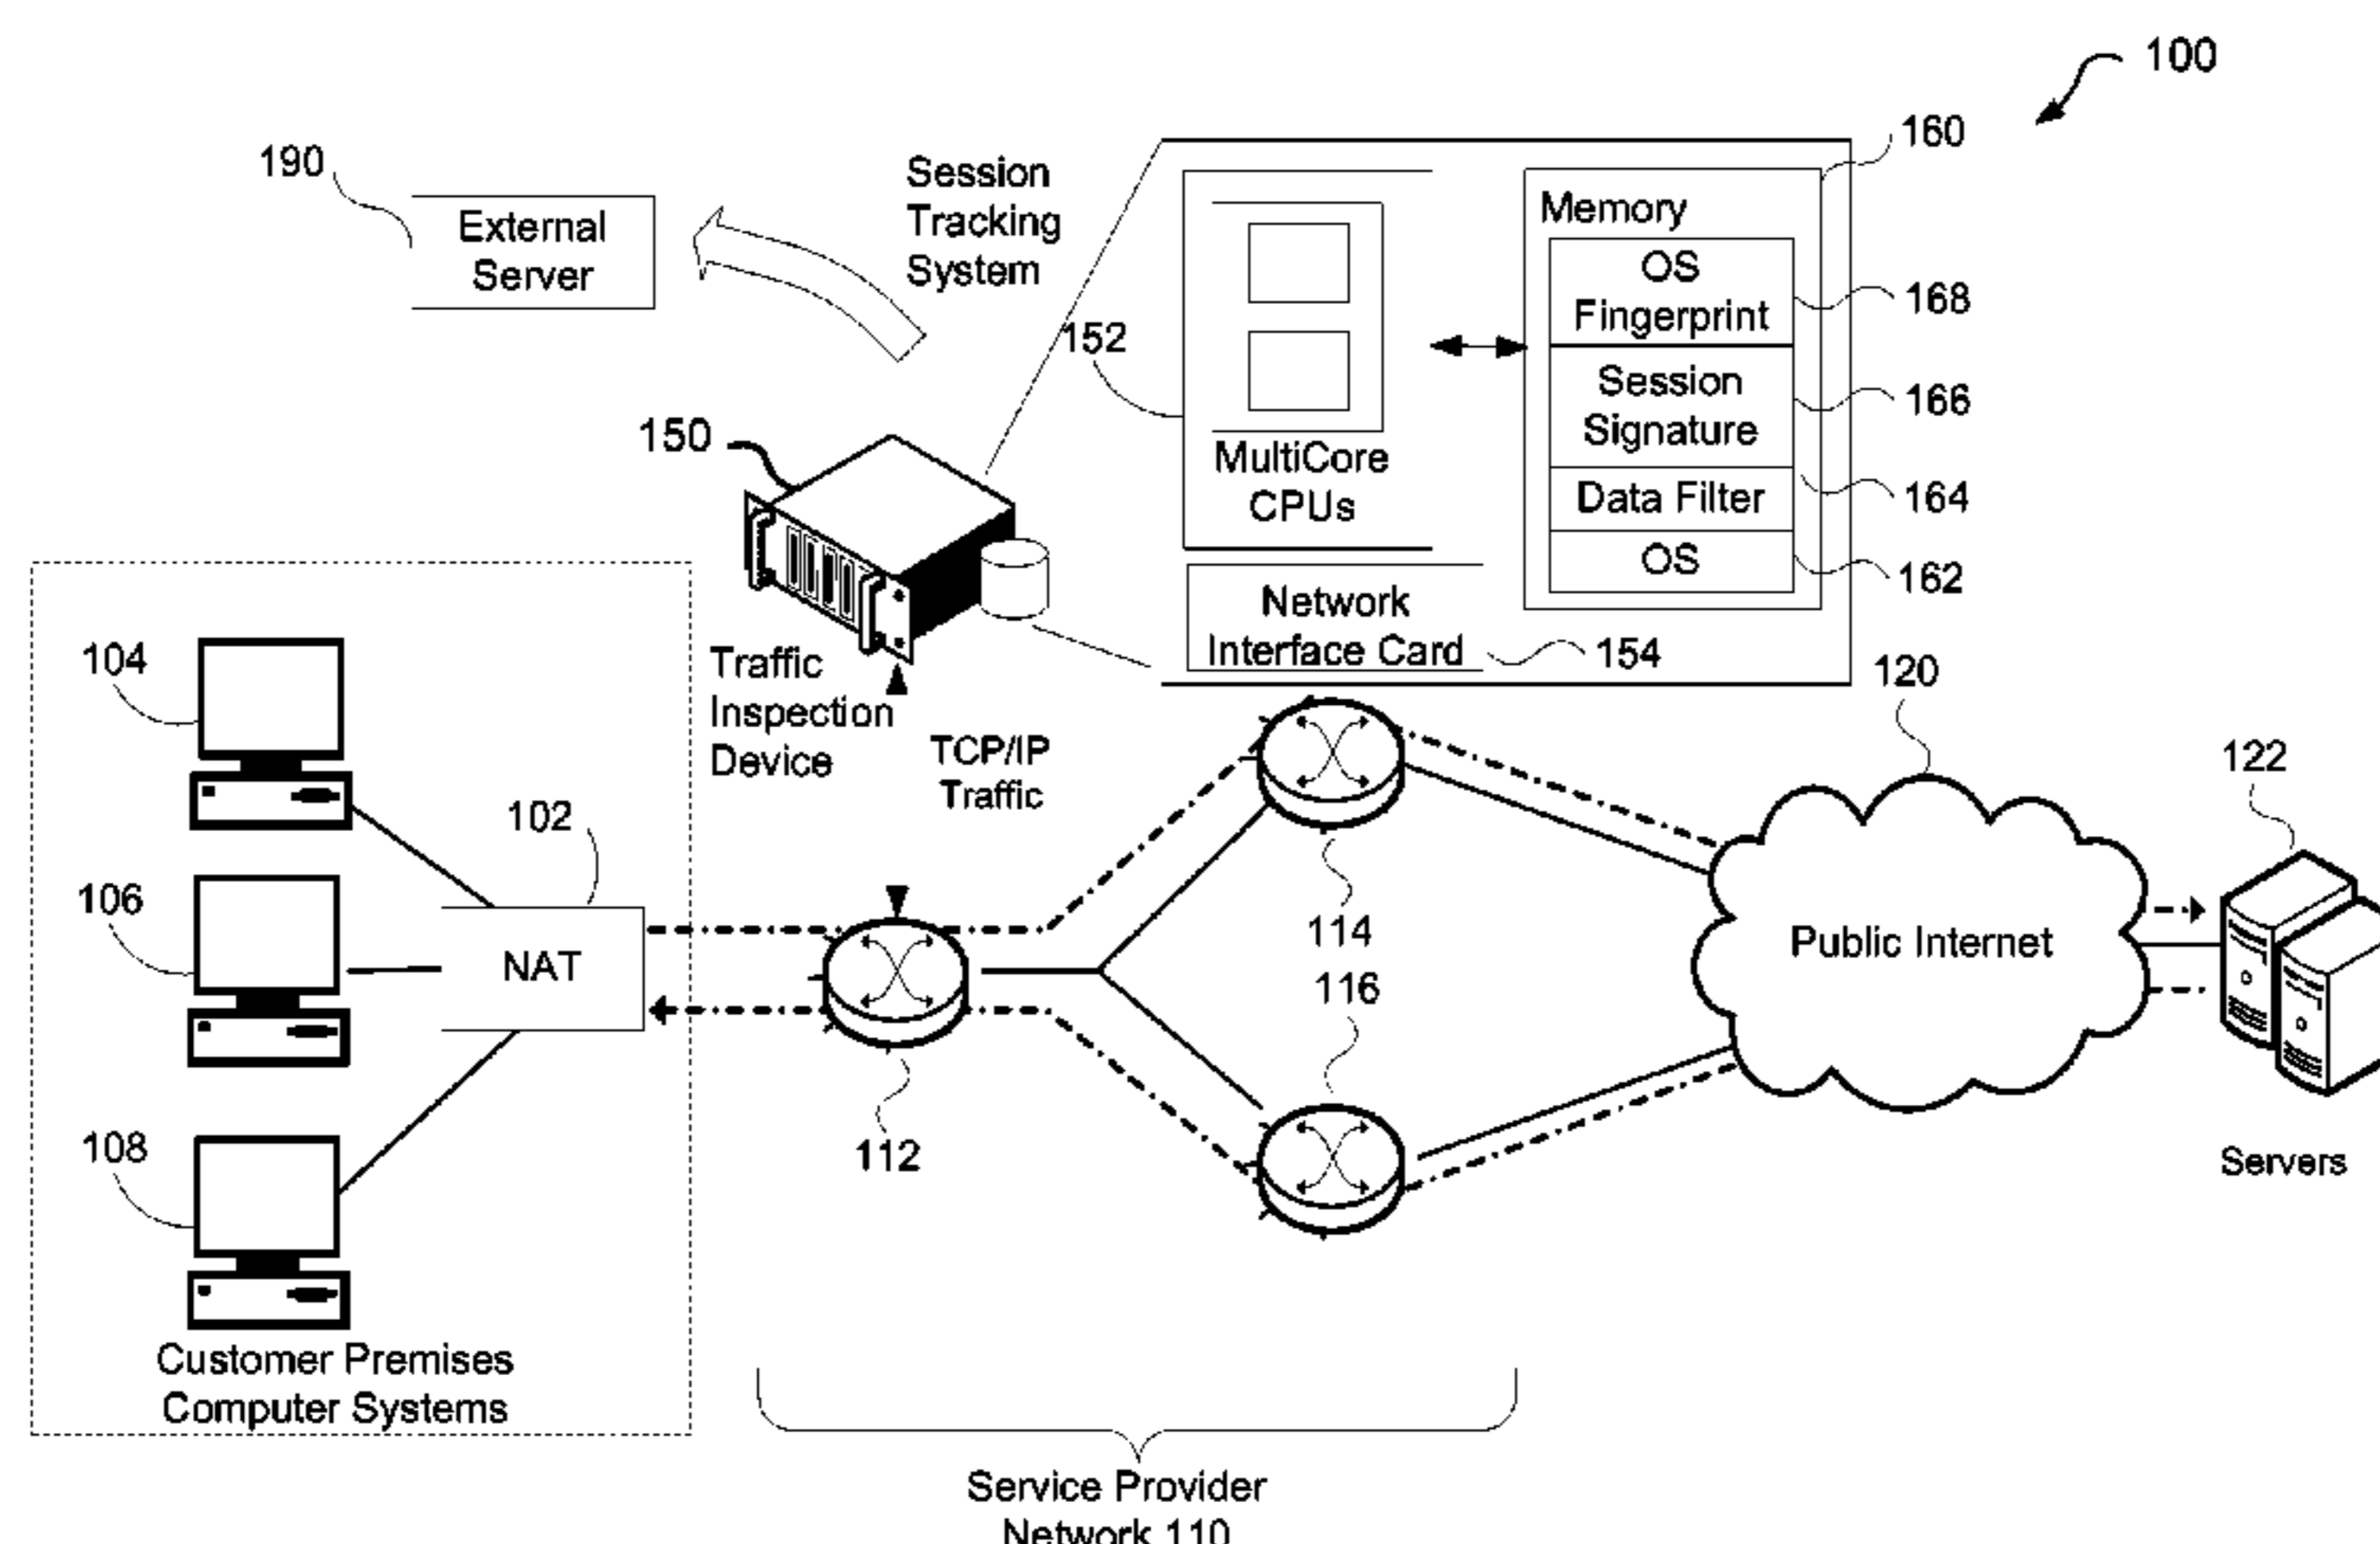 100
160
190
External
Server
Session
Tracking
System
Memory
OS
Fingerprint
168
152
Session
Signature
166
MultiCore
CPUs
Data Filter
164
OS
162
150
Network
Interface Card
154
Traffic
Inspection
Device
TCP/IP
Traffic
104
102
106
NAT
108
Customer Premises
Computer Systems
112
114
116
120
Public Internet
122
Servers
Service Provider
Network 110